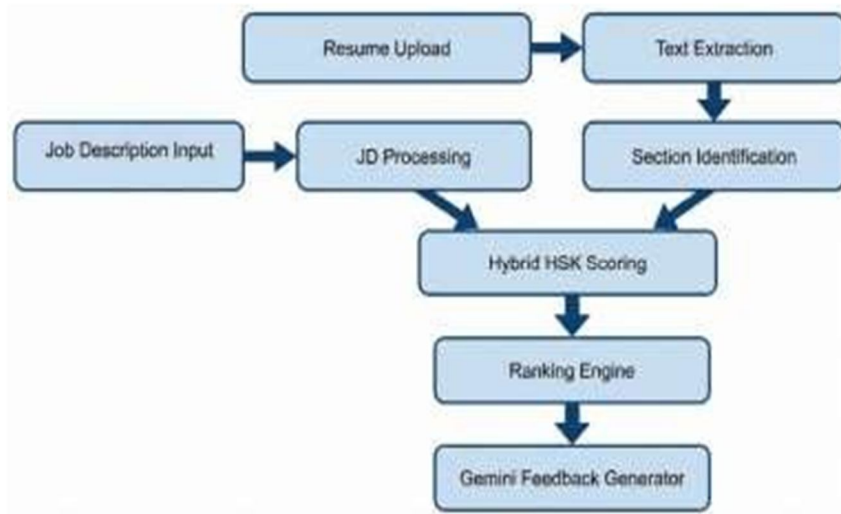 Resume Upload
Text Extraction
Job Description Input
JD Processing
Section Identification
Hybrid HSK Scoring
Ranking Engine
Gemini Feedback Generator